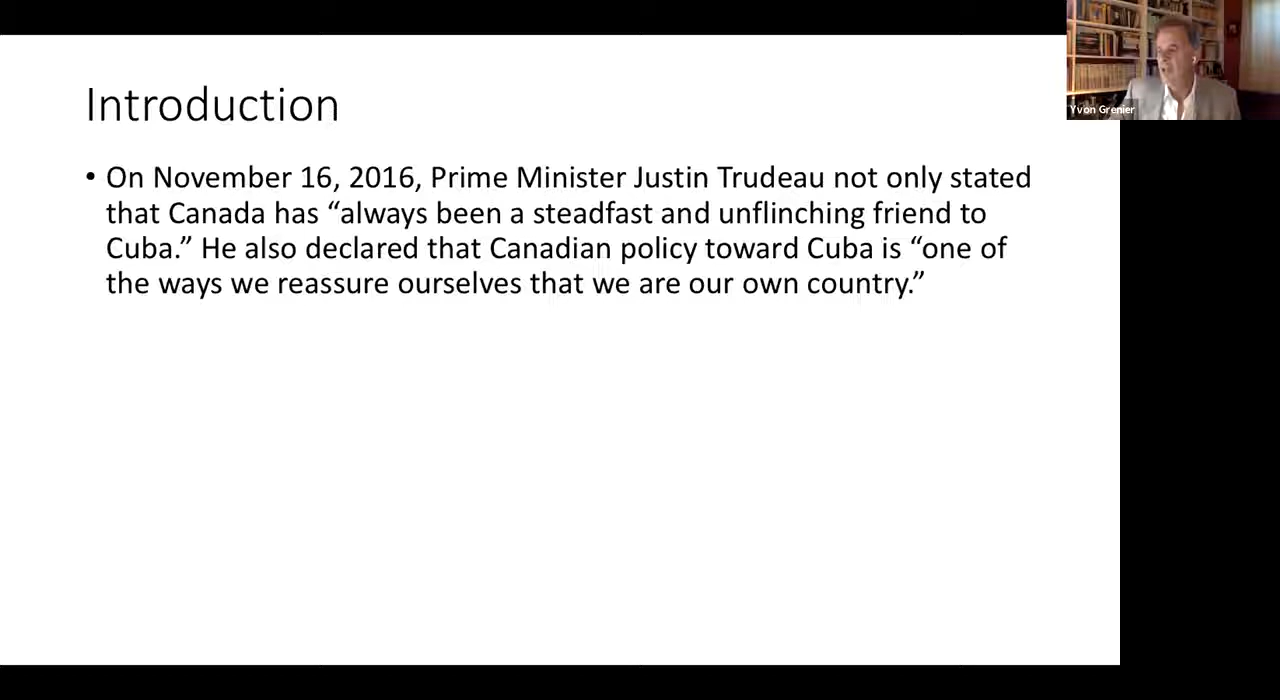 Introduction
• On November 16, 2016, Prime Minister Justin Trudeau not only stated
that Canada has “always been a steadfast and unflinching friend to
Cuba.” He also declared that Canadian policy toward Cuba is “one of
the ways we reassure ourselves that we are our own country.”
Yvon Grenier